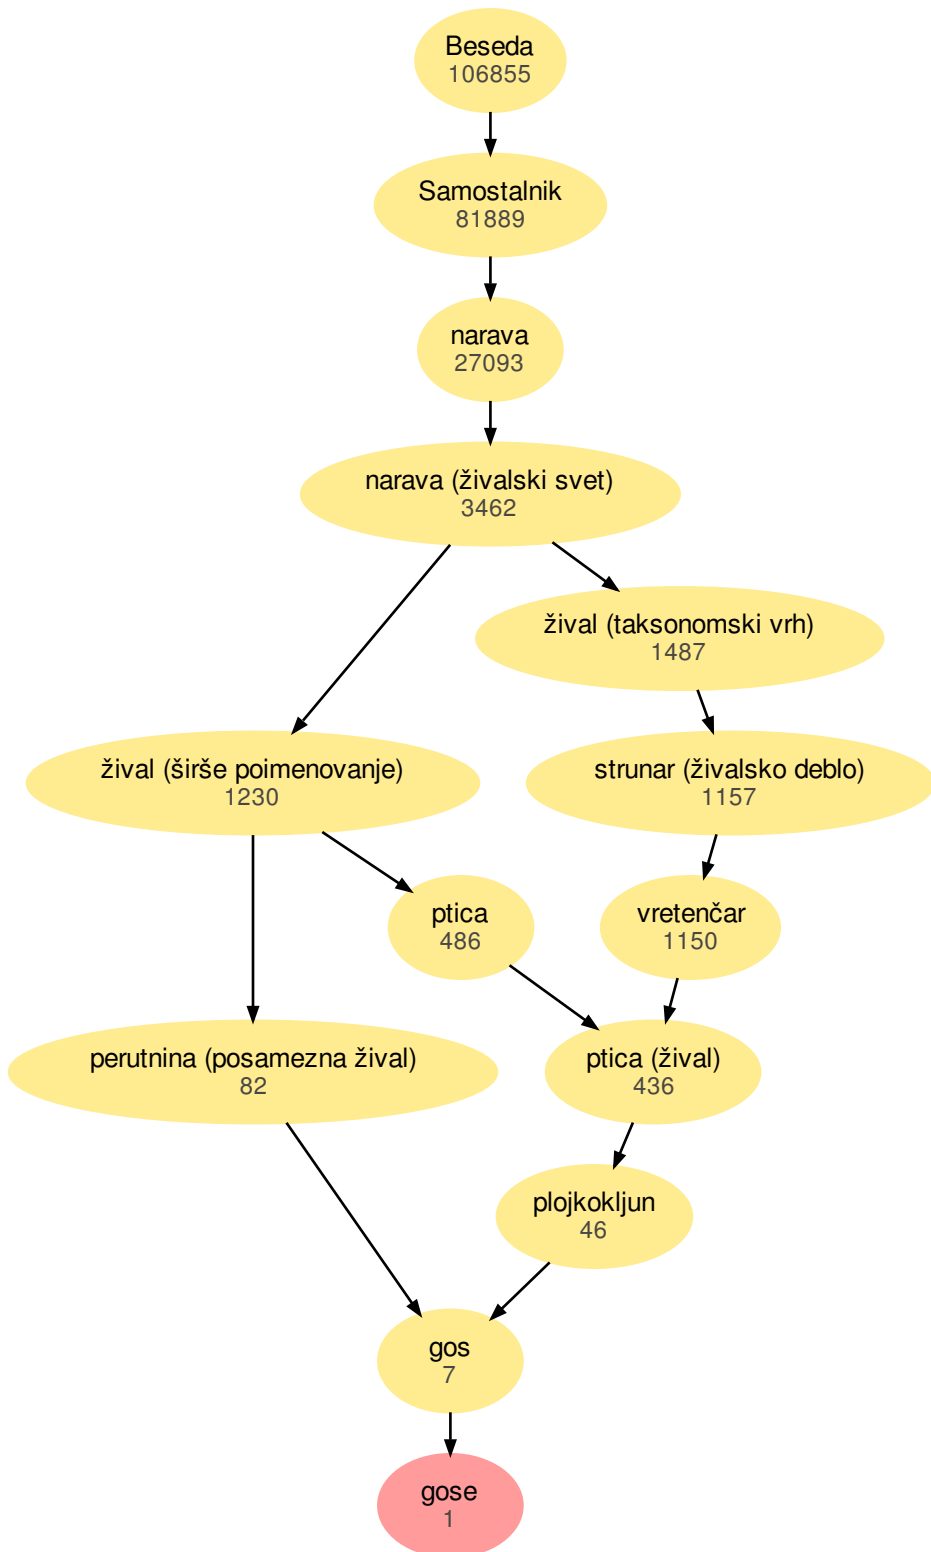 Beseda
106855
Samostalnik
81889
narava
27093
narava (živalski svet)
3462
žival (taksonomski vrh)
1487
žival (širše poimenovanje)
1230
strunar (živalsko deblo)
1157
ptica
486
vretenčar
1150
perutnina (posamezna žival)
82
ptica (žival)
436
plojkokljun
46
gos
7
gose
1